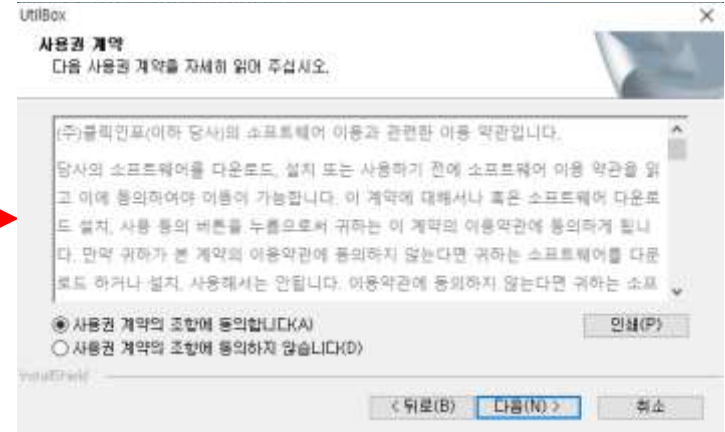 UtilBox
사용권 계약
다음 사용권 계약을 자세히 읽어 주십시오.
(주)클릭인포(이하 당사)의 소프트웨어 이용과 관련한 이용 약관입니다.
당사의 소프트웨어를 다운로드, 설치 또는 사용하기 전에 소프트웨어 이용 약관을 읽
고 이에 동의하여야 이용이 가능합니다. 이 계약에 대해서나 혹은 소프트웨어 다운로
드 설치, 사용 등의 버튼을 누름으로써 귀하는 이 계약의 이용약관에 동의하게 됩니
다. 만약 귀하가 본 계약의 이용약관에 동의하지 않는다면 귀하는 소프트웨어를 다운
로드 하거나 설치, 사용해서는 안됩니다. 이용약관에 동의하지 않는다면 귀하는 소프
사용권 계약의 조항에 동의합니다(A)
인쇄(P)
사용권 계약의 조항에 동의하지 않습니다(D)
InstallShield
< 뒤로(B) 다음(N) > 취소